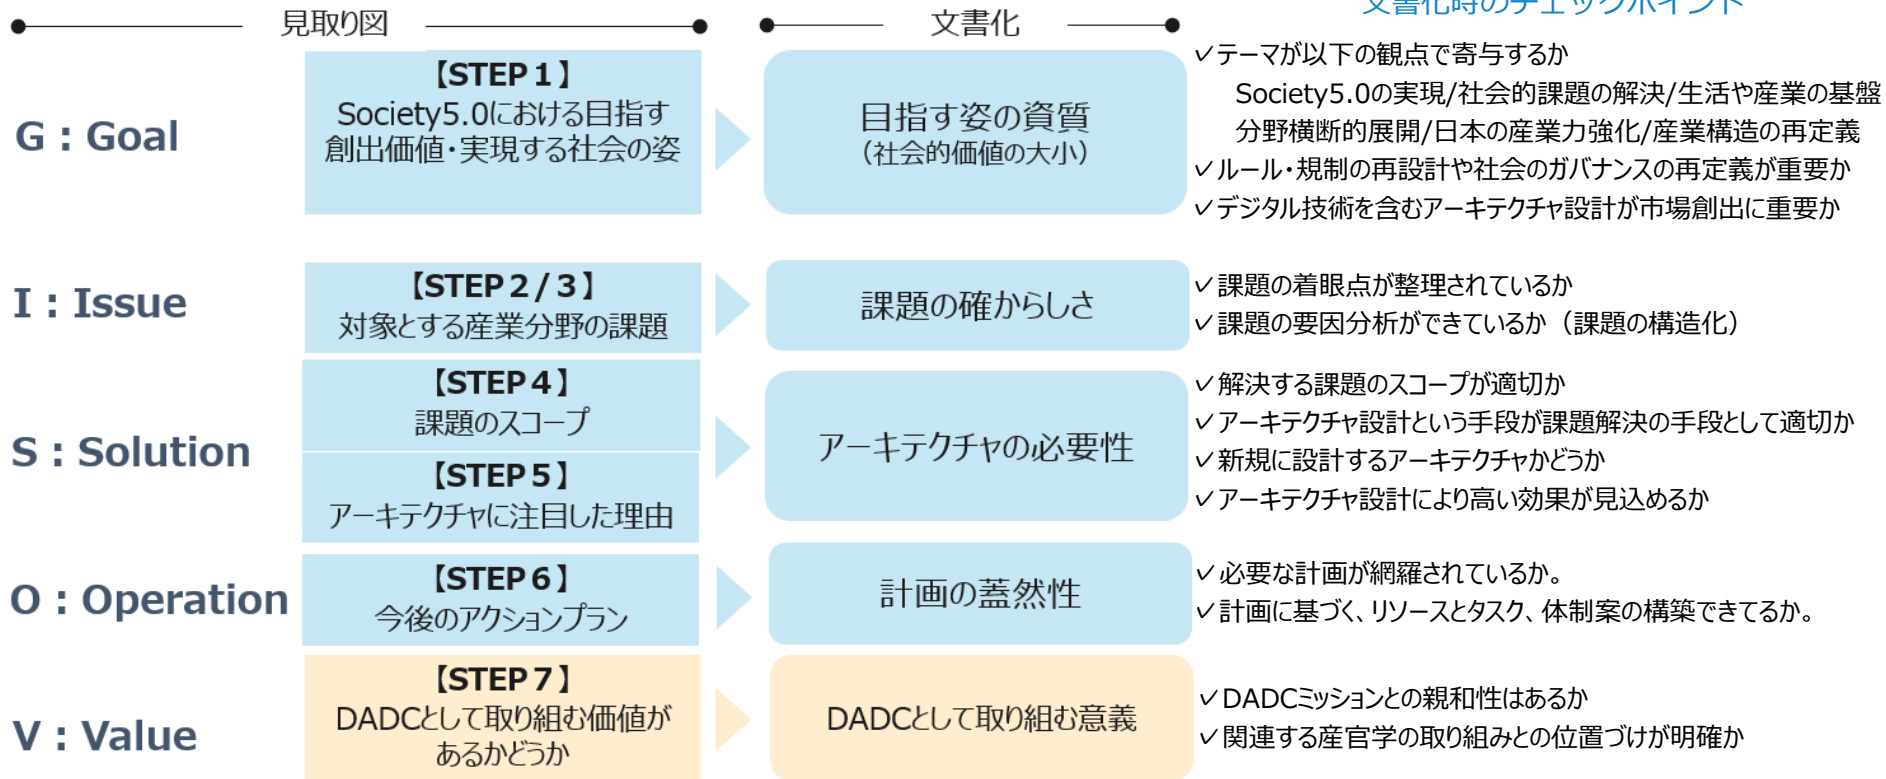 見取り図
文書化
文書化時のチェックポイント
G : Goal
【STEP 1】
Society5.0における目指す
創出価値・実現する社会の姿
目指す姿の資質
（社会的価値の大小）
✓テーマが以下の観点で寄与するか
Society5.0の実現/社会的課題の解決/生活や産業の基盤
分野横断的展開/日本の産業力強化/産業構造の再定義
✓ルール・規制の再設計や社会のガバナンスの再定義が重要か
✓デジタル技術を含むアーキテクチャ設計が市場創出に重要か
I : Issue
【STEP 2 / 3】
対象とする産業分野の課題
課題の確からしさ
✓課題の着眼点が整理されているか
✓課題の要因分析ができているか（課題の構造化）
S : Solution
【STEP 4】
課題のスコープ
【STEP 5】
アーキテクチャに注目した理由
アーキテクチャの必要性
✓解決する課題のスコープが適切か
✓アーキテクチャ設計という手段が課題解決の手段として適切か
✓新規に設計するアーキテクチャかどうか
✓アーキテクチャ設計により高い効果が見込めるか
O : Operation
【STEP 6】
今後のアクションプラン
計画の蓋然性
✓必要な計画が網羅されているか。
✓計画に基づく、リソースとタスク、体制案の構築できてるか。
V : Value
【STEP 7】
DADCとして取り組む価値が
あるかどうか
DADCとして取り組む意義
✓DADCミッションとの親和性はあるか
✓関連する産官学の取り組みとの位置づけが明確か